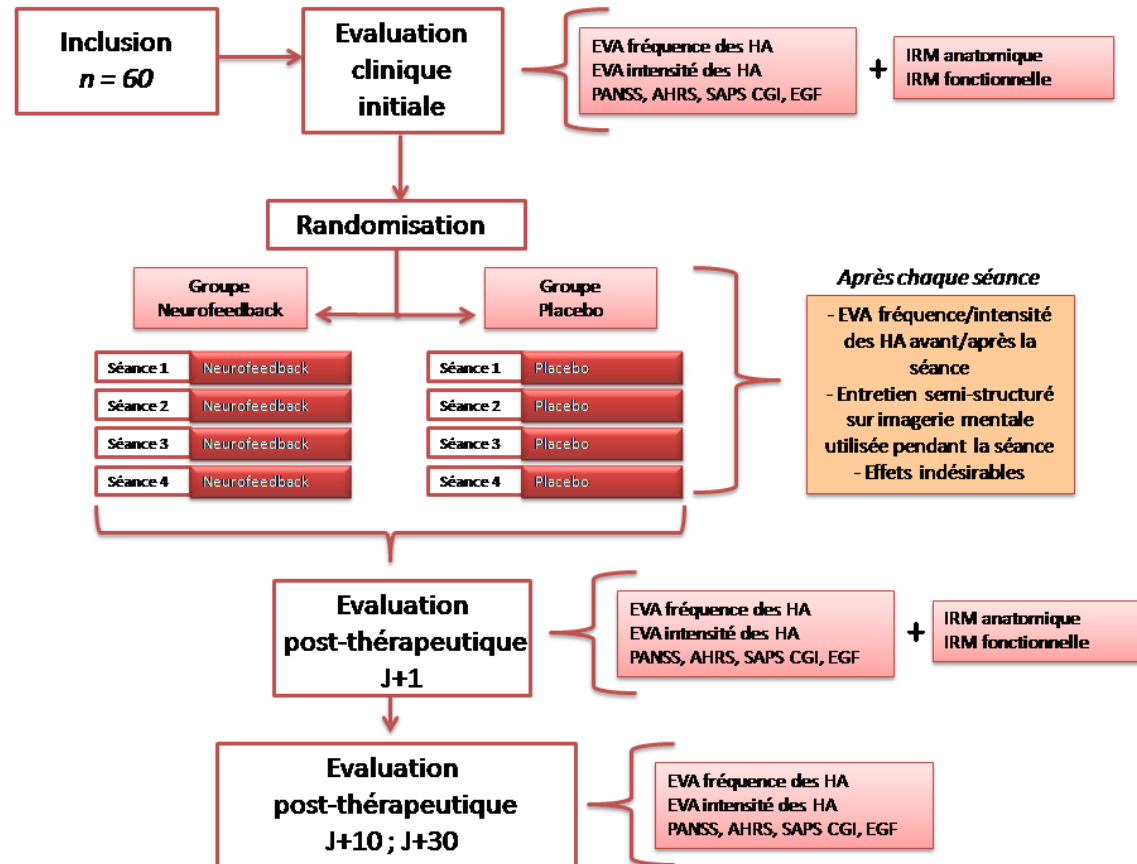 Inclusion
n = 60
Evaluation
clinique
initiale
EVA fréquence des HA
EVA intensité des HA
PANSS, AHRS, SAPS CGI, EGF
+
IRM anatomique
IRM fonctionnelle
Randomisation
Groupe
Neurofeedback
Groupe
Placebo
Séance 1 Neurofeedback
Séance 2 Neurofeedback
Séance 3 Neurofeedback
Séance 4 Neurofeedback
Séance 1 Placebo
Séance 2 Placebo
Séance 3 Placebo
Séance 4 Placebo
Après chaque séance
- EVA fréquence/intensité
des HA avant/après la
séance
- Entretien semi-structuré
sur imagerie mentale
utilisée pendant la séance
- Effets indésirables
Evaluation
post-thérapeutique
J+1
EVA fréquence des HA
EVA intensité des HA
PANSS, AHRS, SAPS CGI, EGF
+
IRM anatomique
IRM fonctionnelle
Evaluation
post-thérapeutique
J+10 ; J+30
EVA fréquence des HA
EVA intensité des HA
PANSS, AHRS, SAPS CGI, EGF